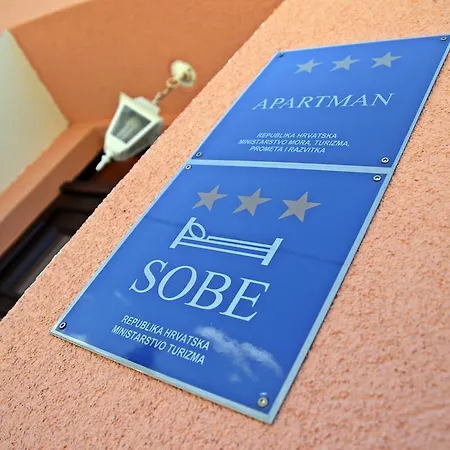 APARTMAN
REPUBLIKA HRVATSKA
MINISTARSTVO MORA, TURIZMA,
PROMETA I RAZVITKA
SOBE
REPUBLIKA HRVATSKA
MINISTARSTVO TURIZMA